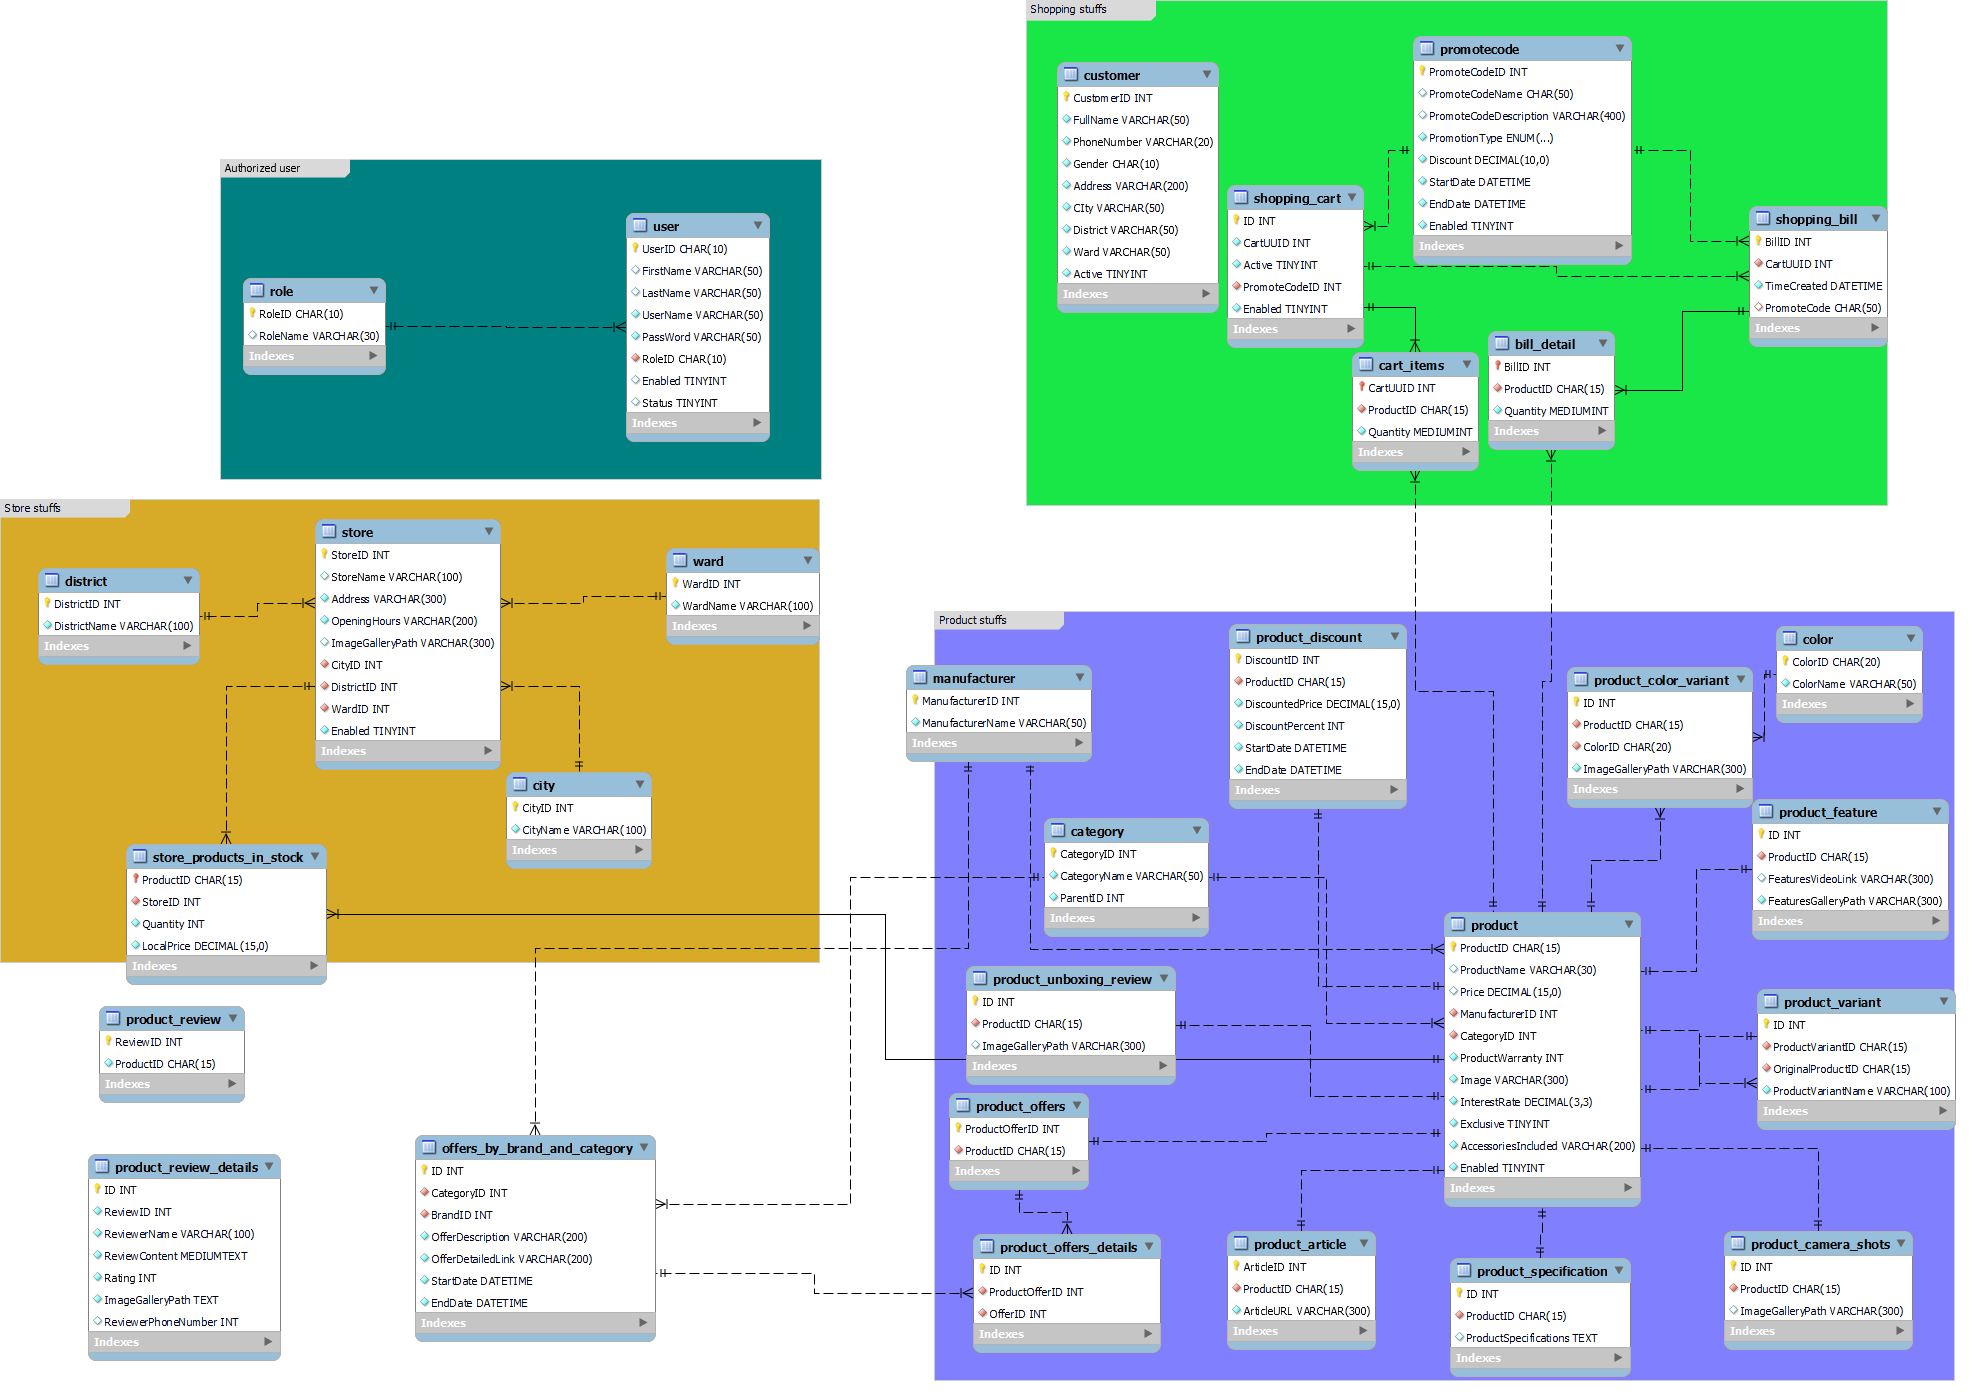 Shopping stuffs
customer
CustomerID INT
FullName VARCHAR(50)
PhoneNumber VARCHAR(20)
Gender CHAR(10)
Address VARCHAR(200)
CIty VARCHAR(50)
District VARCHAR(50)
Ward VARCHAR(50)
Active TINYINT
Indexes
promotecode
PromoteCodeID INT
PromoteCodeName CHAR(50)
PromoteCodeDescription VARCHAR(400)
PromotionType ENUM(...)
Discount DECIMAL(10,0)
StartDate DATETIME
EndDate DATETIME
Enabled TINYINT
Indexes
shopping_cart
ID INT
CartUUID INT
Active TINYINT
PromoteCodeID INT
Enabled TINYINT
Indexes
shopping_bill
BillID INT
CartUUID INT
TimeCreated DATETIME
PromoteCode CHAR(50)
Indexes
cart_items
CartUUID INT
ProductID CHAR(15)
Quantity MEDIUMINT
Indexes
bill_detail
BillID INT
ProductID CHAR(15)
Quantity MEDIUMINT
Indexes
Authorized user
role
RoleID CHAR(10)
RoleName VARCHAR(30)
Indexes
user
UserID CHAR(10)
FirstName VARCHAR(50)
LastName VARCHAR(50)
UserName VARCHAR(50)
PassWord VARCHAR(50)
RoleID CHAR(10)
Enabled TINYINT
Status TINYINT
Indexes
Store stuffs
district
DistrictID INT
DistrictName VARCHAR(100)
Indexes
store
StoreID INT
StoreName VARCHAR(100)
Address VARCHAR(300)
OpeningHours VARCHAR(200)
ImageGalleryPath VARCHAR(300)
CityID INT
DistrictID INT
WardID INT
Enabled TINYINT
Indexes
ward
WardID INT
WardName VARCHAR(100)
Indexes
city
CityID INT
CityName VARCHAR(100)
Indexes
store_products_in_stock
ProductID CHAR(15)
StoreID INT
Quantity INT
LocalPrice DECIMAL(15,0)
Indexes
product_review
ReviewID INT
ProductID CHAR(15)
Indexes
product_review_details
ID INT
ReviewID INT
ReviewerName VARCHAR(100)
ReviewContent MEDIUMTEXT
Rating INT
ImageGalleryPath TEXT
ReviewerPhoneNumber INT
Indexes
offers_by_brand_and_category
ID INT
CategoryID INT
BrandID INT
OfferDescription VARCHAR(200)
OfferDetailedLink VARCHAR(200)
StartDate DATETIME
EndDate DATETIME
Indexes
Product stuffs
manufacturer
ManufacturerID INT
ManufacturerName VARCHAR(50)
Indexes
product_discount
DiscountID INT
ProductID CHAR(15)
DiscountedPrice DECIMAL(15,0)
DiscountPercent INT
StartDate DATETIME
EndDate DATETIME
Indexes
product_color_variant
ID INT
ProductID CHAR(15)
ColorID CHAR(20)
ImageGalleryPath VARCHAR(300)
Indexes
color
ColorID CHAR(20)
ColorName VARCHAR(50)
Indexes
category
CategoryID INT
CategoryName VARCHAR(50)
ParentID INT
Indexes
product_feature
ID INT
ProductID CHAR(15)
FeaturesVideoLink VARCHAR(300)
FeaturesGalleryPath VARCHAR(300)
Indexes
product_unboxing_review
ID INT
ProductID CHAR(15)
ImageGalleryPath VARCHAR(300)
Indexes
product
ProductID CHAR(15)
ProductName VARCHAR(30)
Price DECIMAL(15,0)
ManufacturerID INT
CategoryID INT
ProductWarranty INT
Image VARCHAR(300)
InterestRate DECIMAL(3,3)
Exclusive TINYINT
AccessoriesIncluded VARCHAR(200)
Enabled TINYINT
Indexes
product_variant
ID INT
ProductVariantID CHAR(15)
OriginalProductID CHAR(15)
ProductVariantName VARCHAR(100)
Indexes
product_offers
ProductOfferID INT
ProductID CHAR(15)
Indexes
product_offers_details
ID INT
ProductOfferID INT
OfferID INT
Indexes
product_article
ArticleID INT
ProductID CHAR(15)
ArticleURL VARCHAR(300)
Indexes
product_specification
ID INT
ProductID CHAR(15)
ProductSpecifications TEXT
Indexes
product_camera_shots
ID INT
ProductID CHAR(15)
ImageGalleryPath VARCHAR(300)
Indexes